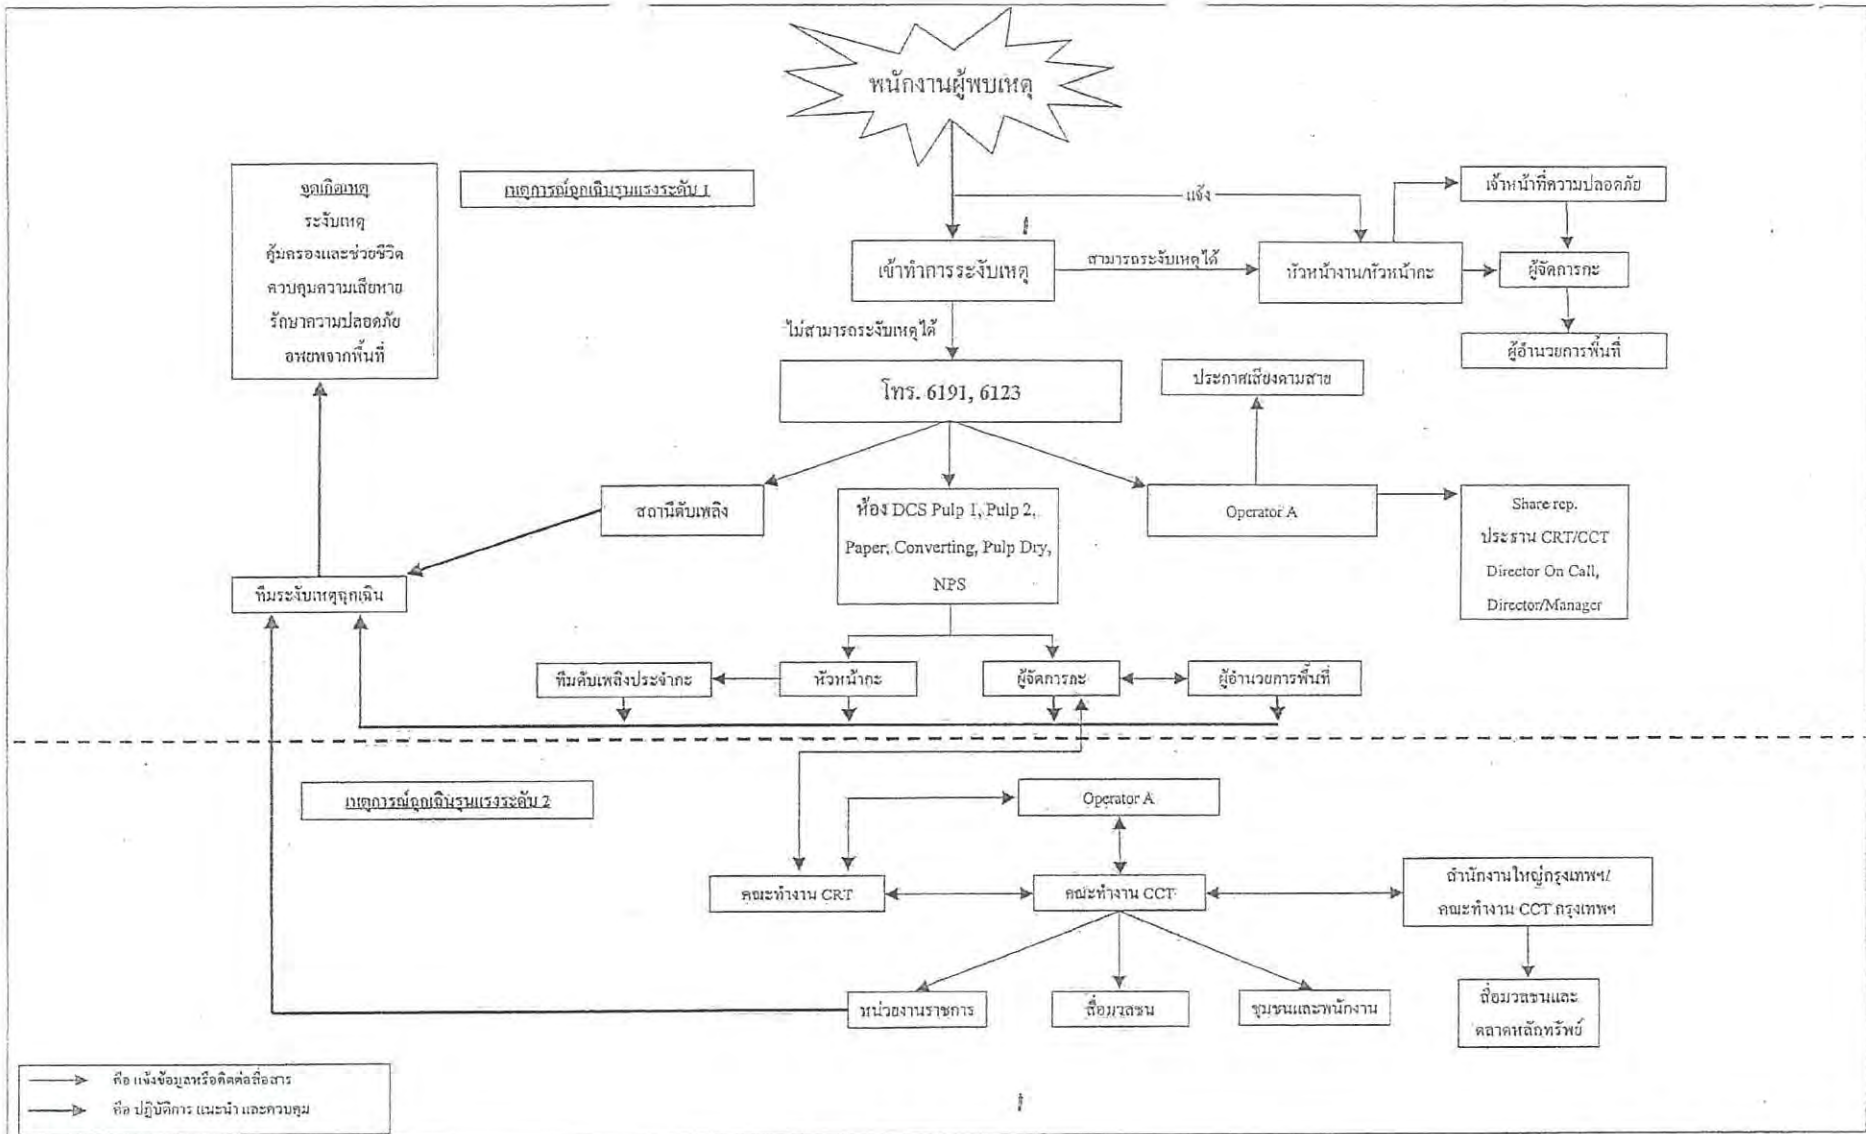 พนักงานผู้พบเหตุ
จุดเกิดเหตุ
ระงับเหตุ
คุ้มครองและช่วยชีวิต
ควบคุมความเสียหาย
รักษาความปลอดภัย
อพยพจากพื้นที่
เหตุการณ์ฉุกเฉินรุนแรงระดับ 1
แจ้ง
เจ้าหน้าที่ความปลอดภัย
เข้าทำการระงับเหตุ
สามารถระงับเหตุได้
หัวหน้างาน/หัวหน้ากะ
ผู้จัดการกะ
ไม่สามารถระงับเหตุได้
ผู้อำนวยการพื้นที่
โทร. 6191, 6123
ประกาศเสียงตามสาย
สถานีดับเพลิง
ห้อง DCS Pulp 1, Pulp 2,
Paper, Converting, Pulp Dry,
NPS
Operator A
Share rep.
ประธาน CRT/CCT
Director On Call,
Director/Manager
ทีมระงับเหตุฉุกเฉิน
ทีมดับเพลิงประจำกะ
หัวหน้ากะ
ผู้จัดการกะ
ผู้อำนวยการพื้นที่
เหตุการณ์ฉุกเฉินรุนแรงระดับ 2
Operator A
คณะทำงาน CRT
คณะทำงาน CCT
สำนักงานใหญ่กรุงเทพฯ/
คณะทำงาน CCT กรุงเทพฯ
หน่วยงานราชการ
สื่อมวลชน
ชุมชนและพนักงาน
สื่อมวลชนและ
ตลาดหลักทรัพย์
คือ แจ้งข้อมูลหรือติดต่อสื่อสาร
คือ ปฏิบัติการ แนะนำ และควบคุม